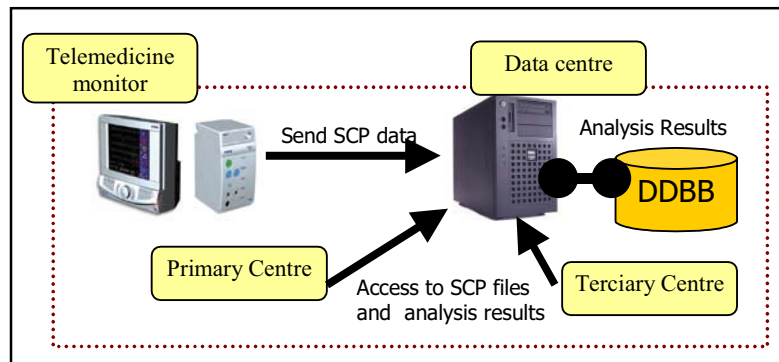 Telemedicine
monitor
Data centre
Send SCP data
Analysis Results
DDBB
Primary Centre
Access to SCP files
and analysis results
Terciary Centre